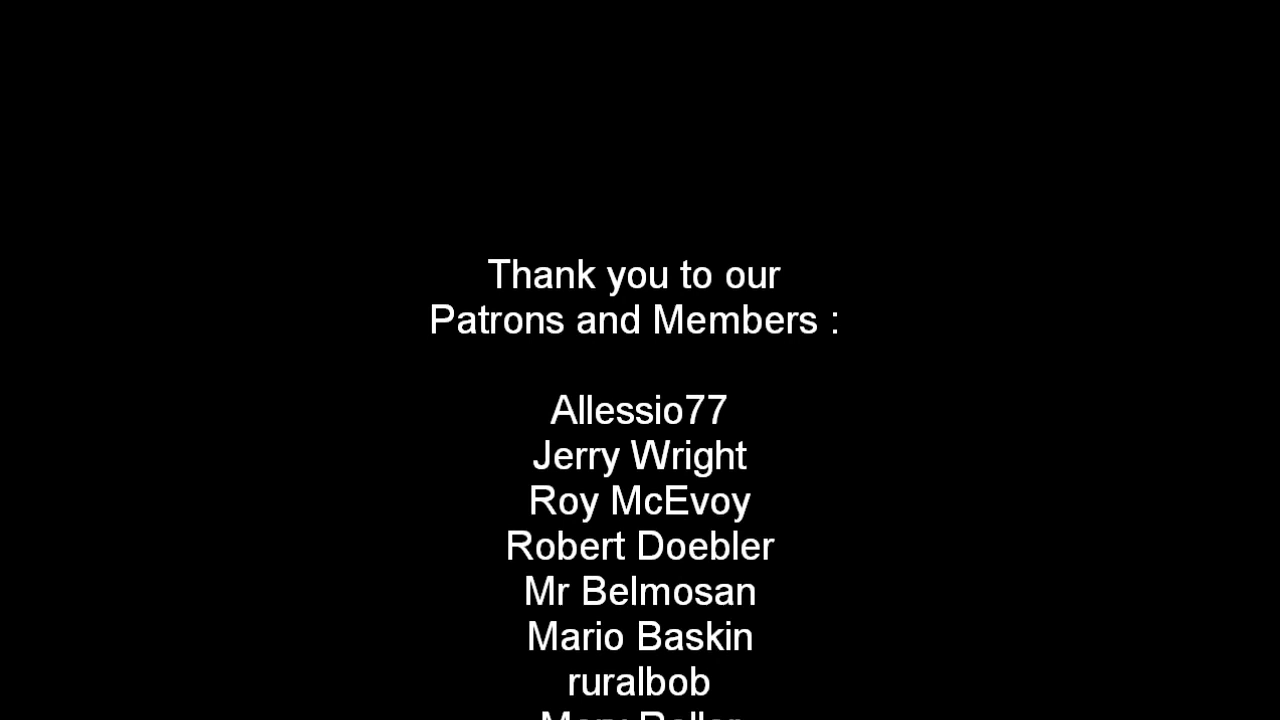 Thank you to our
Patrons and Members :
Allessio77
Jerry Wright
Roy McEvoy
Robert Doebler
Mr Belmosan
Mario Baskin
ruralbob